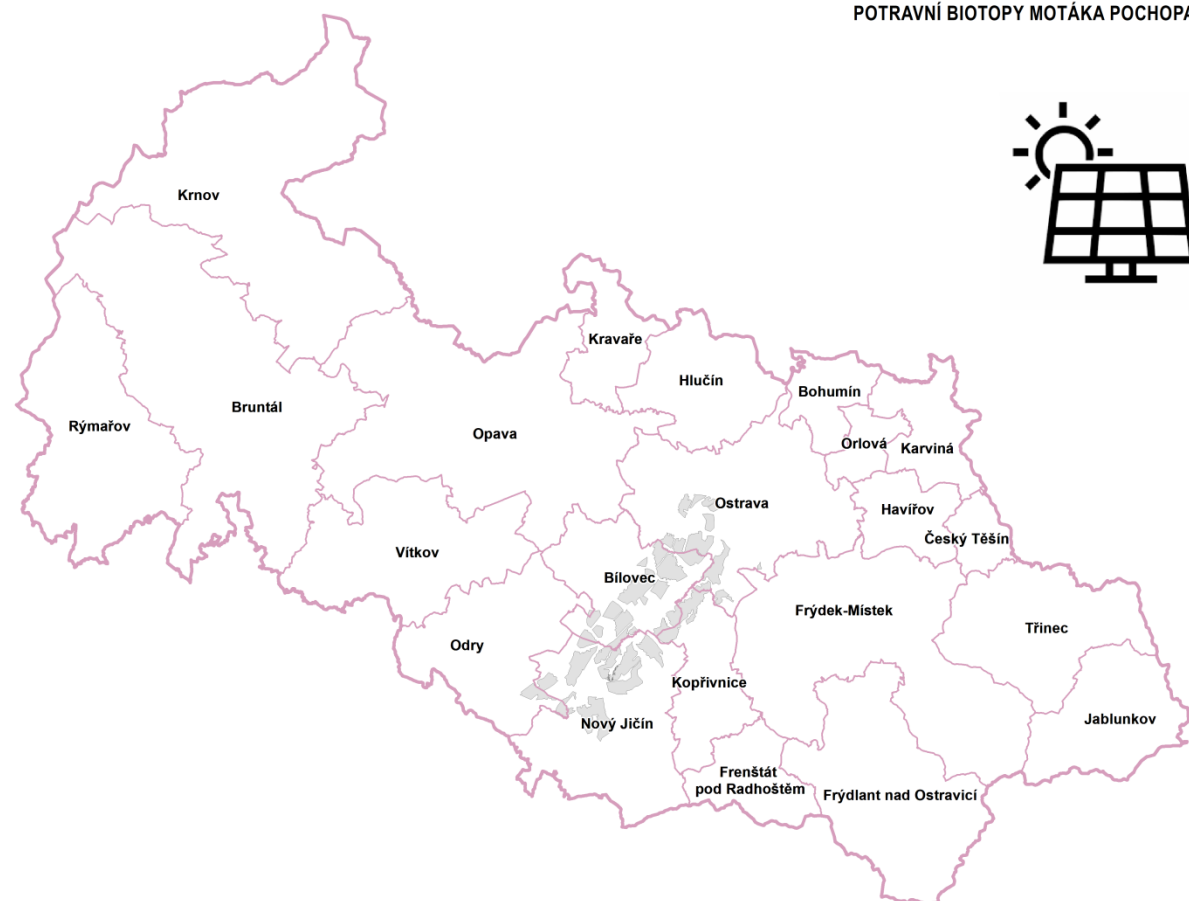 POTRAVNÍ BIOTOPY MOTÁKA POCHOPA
Krnov
Kravaře
Hlučín
Bohumín
Bruntál
Rýmařov
Opava
Orlová
Karviná
Ostrava
Havířov
Český Těšín
Vítkov
Bílovec
Frýdek-Místek
Třinec
Odry
Kopřivnice
Nový Jičín
Jablunkov
Frenštát
pod Radhoštěm
Frýdlant nad Ostravicí